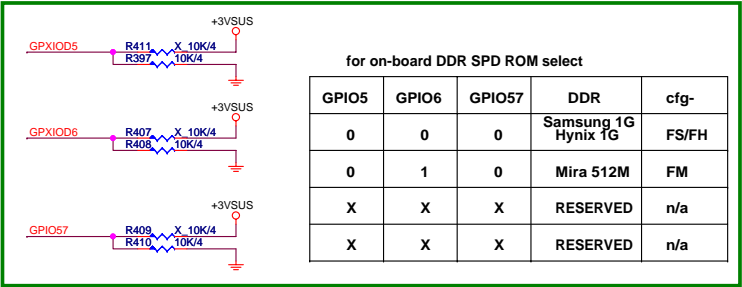 +3VSUS
GPXIOD5
R411 X_10K/4
R397 10K/4
+3VSUS
GPXIOD6
R407 X_10K/4
R408 10K/4
+3VSUS
GPIO57
R409 X_10K/4
R410 10K/4
for on-board DDR SPD ROM select
GPIO5 GPIO6 GPIO57 DDR cfg-
0 0 0 Samsung 1G Hynix 1G FS/FH
0 1 0 Mira 512M FM
X X X RESERVED n/a
X X X RESERVED n/a